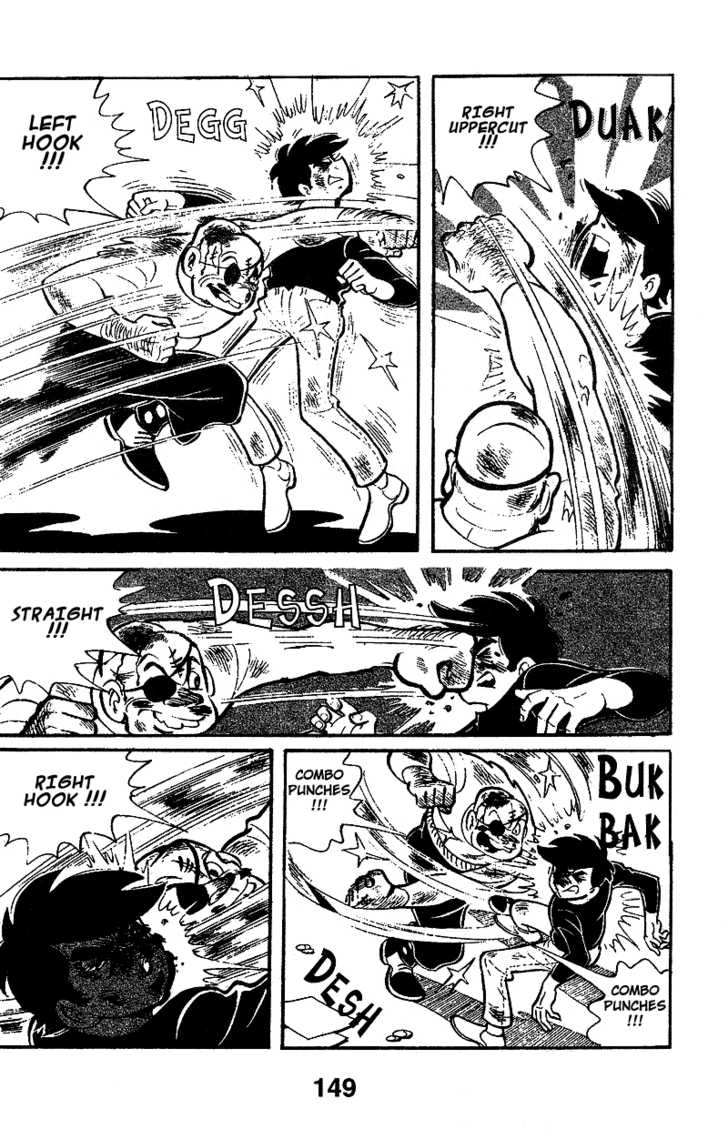 RIGHT
UPPERCUT
!!!
DUAK
LEFT
HOOK
!!!
DEGG
DESSH
STRAIGHT
!!!
BUK
BAK
COMBO
PUNCHES
!!!
DESH
COMBO
PUNCHES
!!!
RIGHT
HOOK !!!
149